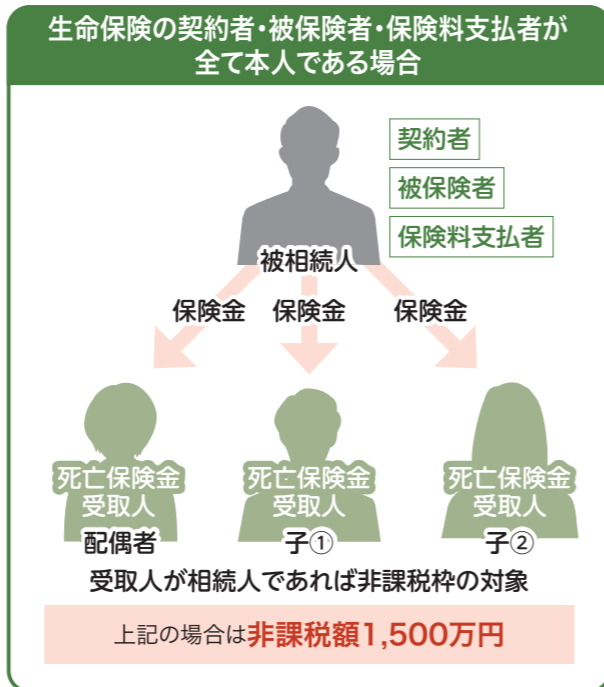 生命保険の契約者・被保険者・保険料支払者が
全て本人である場合
契約者
被保険者
保険料支払者
被相続人
保険金 保険金 保険金
死亡保険金
受取人
配偶者
死亡保険金
受取人
子①
死亡保険金
受取人
子②
受取人が相続人であれば非課税枠の対象
上記の場合は非課税額1,500万円